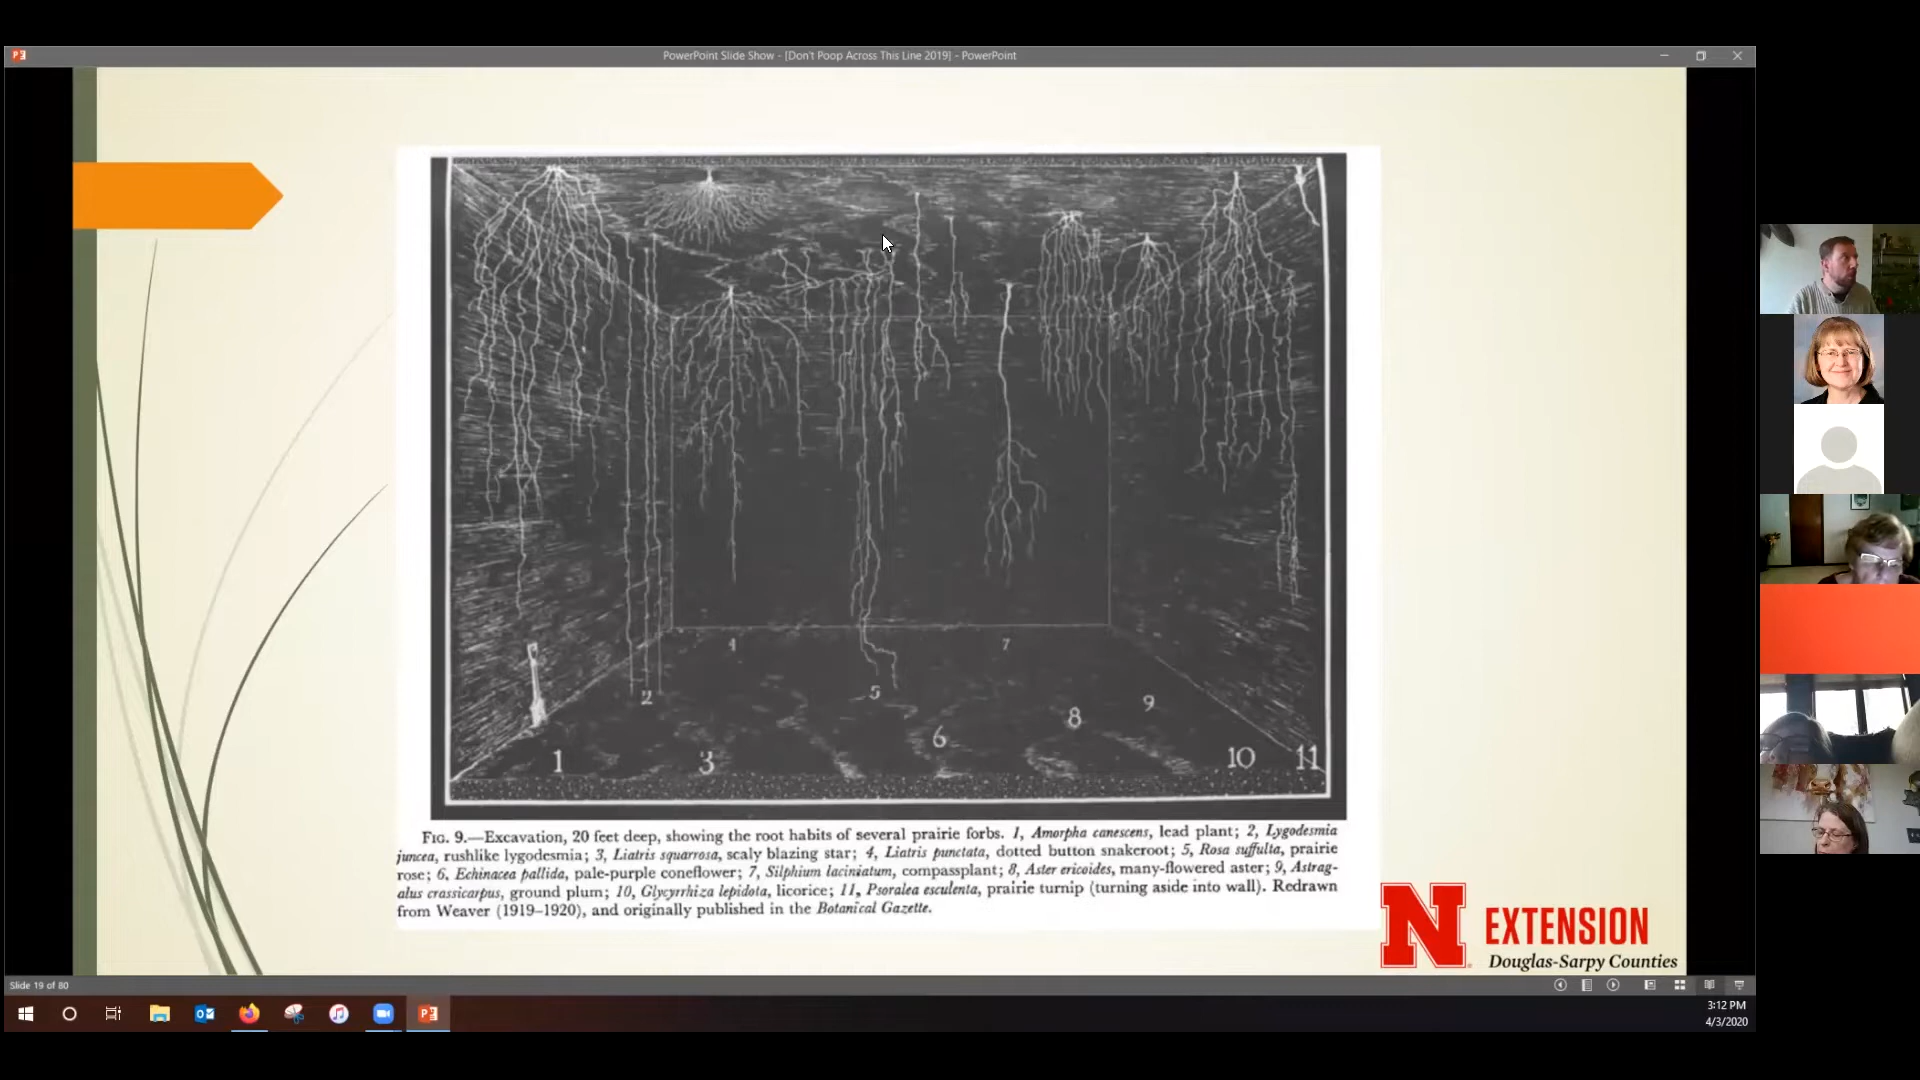 PowerPoint Slide Show - [Don't Poop Across This Line 2019] - PowerPoint
4
7
2
5
9
8
6
1
3
10
11
FIG. 9.—Excavation, 20 feet deep, showing the root habits of several prairie forbs. 1, Amorpha canescens, lead plant; 2, Lygodesmia
juncea, rushlike lygodesmia; 3, Liatris squarrosa, scaly blazing star; 4, Liatris punctata, dotted button snakeroot; 5, Rosa suffulta, prairie
rose; 6, Echinacea pallida, pale-purple coneflower; 7, Silphium laciniatum, compassplant; 8, Aster ericoides, many-flowered aster; 9, Astrag-
alus crassicarpus, ground plum; 10, Glycyrrhiza lepidota, licorice; 11, Psoralea esculenta, prairie turnip (turning aside into wall). Redrawn
from Weaver (1919–1920), and originally published in the Botanical Gazette.
N EXTENSION
Douglas-Sarpy Counties
Slide 19 of 80
3:12 PM
4/3/2020